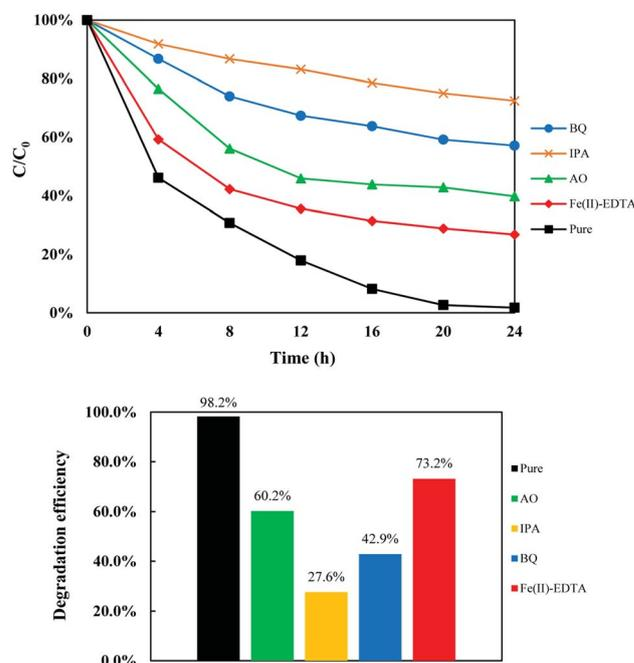 100%
80%
60%
40%
20%
0%
C/C0
0 4 8 12 16 20 24
Time (h)
BQ
IPA
AO
Fe(II)-EDTA
Pure
100.0%
80.0%
60.0%
40.0%
20.0%
0.0%
Degradation efficiency
98.2%
60.2%
27.6%
42.9%
73.2%
Pure
AO
IPA
BQ
Fe(II)-EDTA